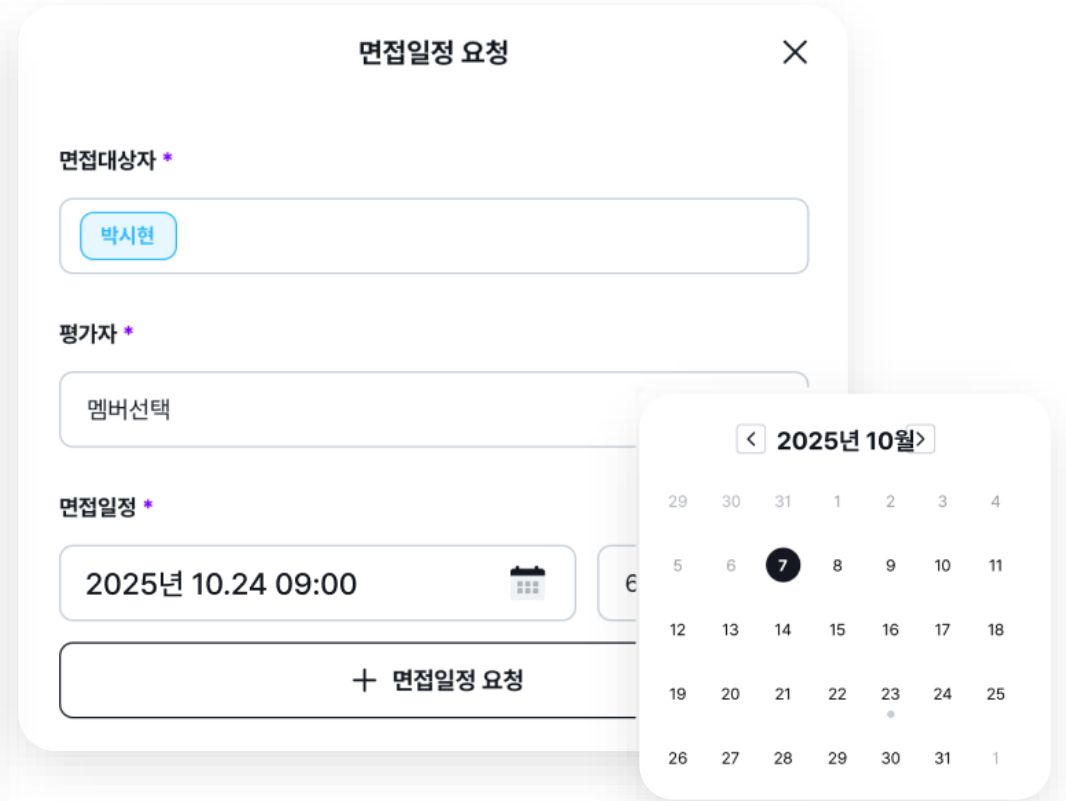 면접일정 요청
면접대상자 *
박시현
평가자 *
멤버선택
면접일정 *
2025년 10.24 09:00
6
+ 면접일정 요청
2025년 10월
29 30 31 1 2 3 4
5 6 7 8 9 10 11
12 13 14 15 16 17 18
19 20 21 22 23 24 25
26 27 28 29 30 31 1